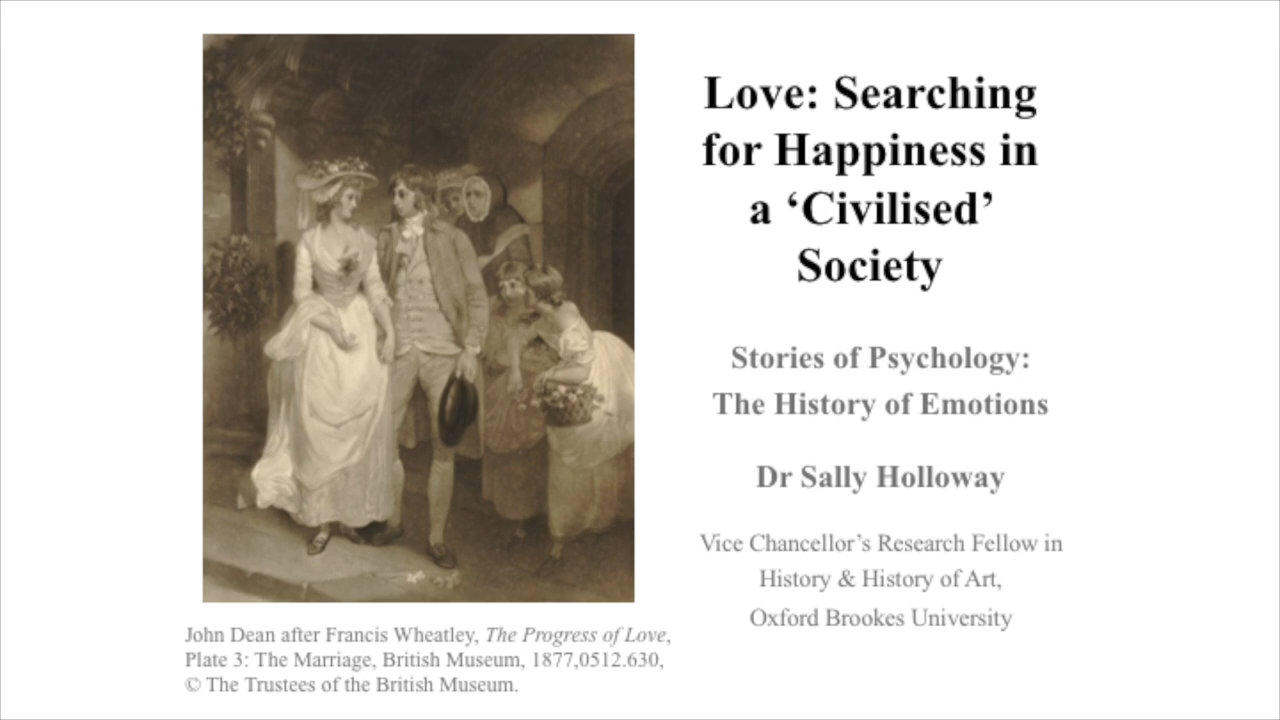 Love: Searching
for Happiness in
a ‘Civilised’
Society
Stories of Psychology:
The History of Emotions
Dr Sally Holloway
Vice Chancellor’s Research Fellow in
History & History of Art,
Oxford Brookes University
John Dean after Francis Wheatley, The Progress of Love,
Plate 3: The Marriage, British Museum, 1877,0512.630,
© The Trustees of the British Museum.